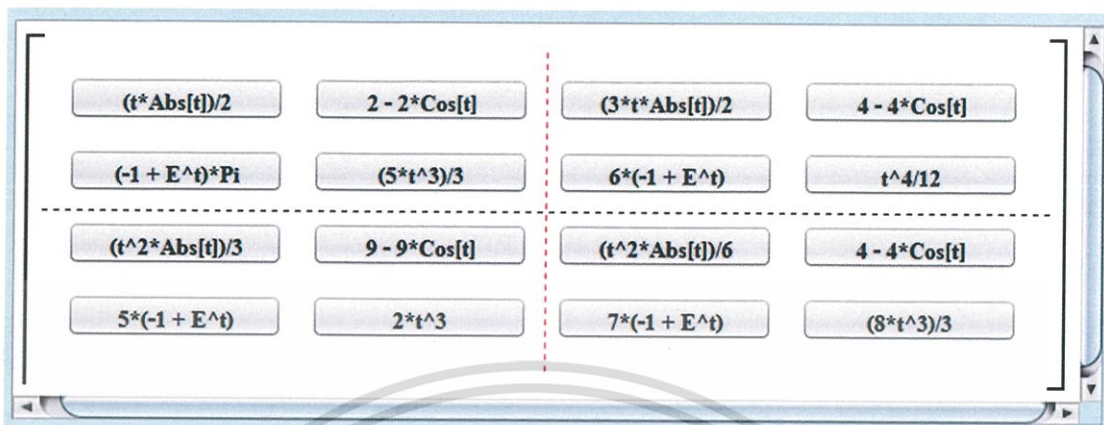 (t*Abs[t])/2 2 - 2*Cos[t] (3*t*Abs[t])/2 4 - 4*Cos[t]
(-1 + E^t)*Pi (5*t^3)/3 6*(-1 + E^t) t^4/12
(t^2*Abs[t])/3 9 - 9*Cos[t] (t^2*Abs[t])/6 4 - 4*Cos[t]
5*(-1 + E^t) 2*t^3 7*(-1 + E^t) (8*t^3)/3